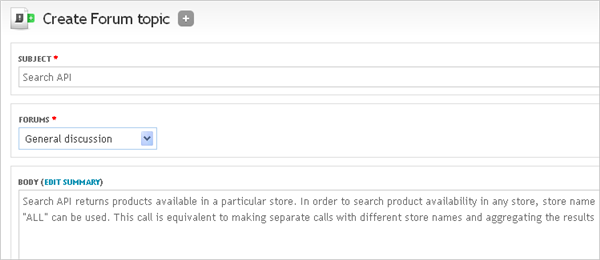 Create Forum topic
SUBJECT *
Search API
FORUMS *
General discussion
BODY (EDIT SUMMARY)
Search API returns products available in a particular store. In order to search product availability in any store, store name
"ALL" can be used. This call is equivalent to making separate calls with different store names and aggregating the results